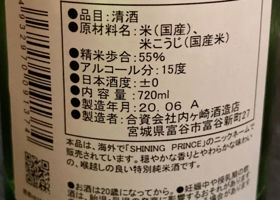 ●品目：清酒
●原材料名：米（国産）、
米こうじ（国産米）
●精米歩合：55％
●アルコール分：15度
●日本酒度：±0
●内容量：720ml
●製造年月：20.06 A
●製造者：合資会社内ヶ崎酒造店
宮城県富谷市富谷新町27
本酒は、海外で「SHINING PRINCE」のニックネームで
販売されています。穏やかな香りとやわらかな味わいで
の、喉越しの良い特別純米酒です。
●お酒は20歳になってから。●妊娠中や授乳期の飲